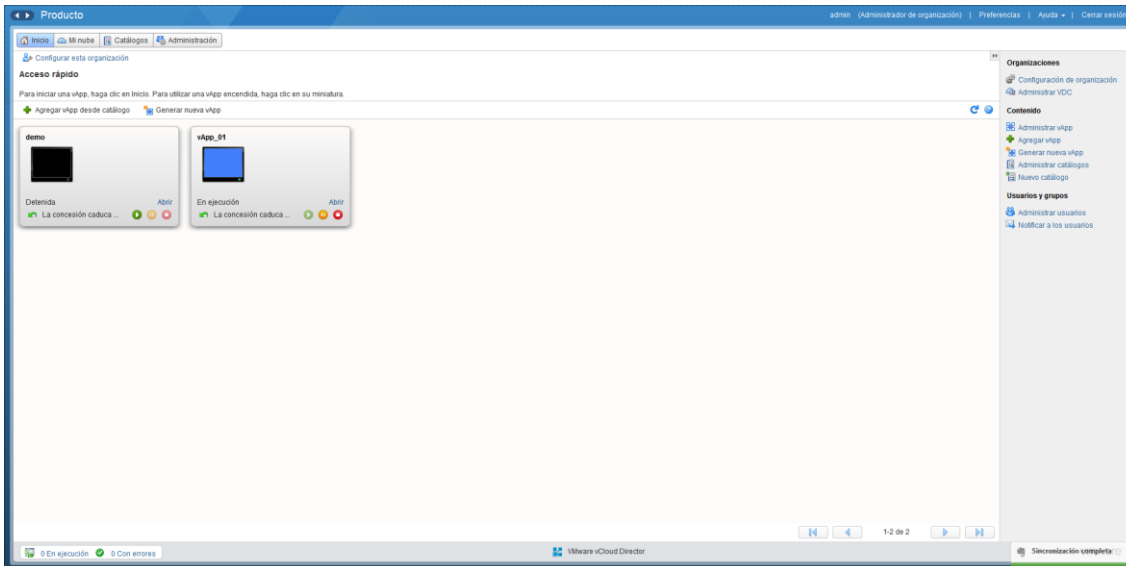 Producto
admin (Administrador de organización) | Preferencias | Ayuda | Cerrar sesión
Inicio Mi nube Catálogos Administración
Configurar esta organización
Acceso rápido
Para iniciar una vApp, haga clic en Inicio. Para utilizar una vApp encendida, haga clic en su miniatura.
Agregar vApp desde catálogo Generar nueva vApp
demo
Detenida Abrir
La concesión caduca ...
vApp_01
En ejecución Abrir
La concesión caduca ...
1-2 de 2
Organizaciones
Configuración de organización
Administrar VDC
Contenido
Administrar vApp
Agregar vApp
Generar nueva vApp
Administrar catálogos
Nuevo catálogo
Usuarios y grupos
Administrar usuarios
Notificar a los usuarios
0 En ejecución 0 Con errores
VMware vCloud Director
Sincronización completa